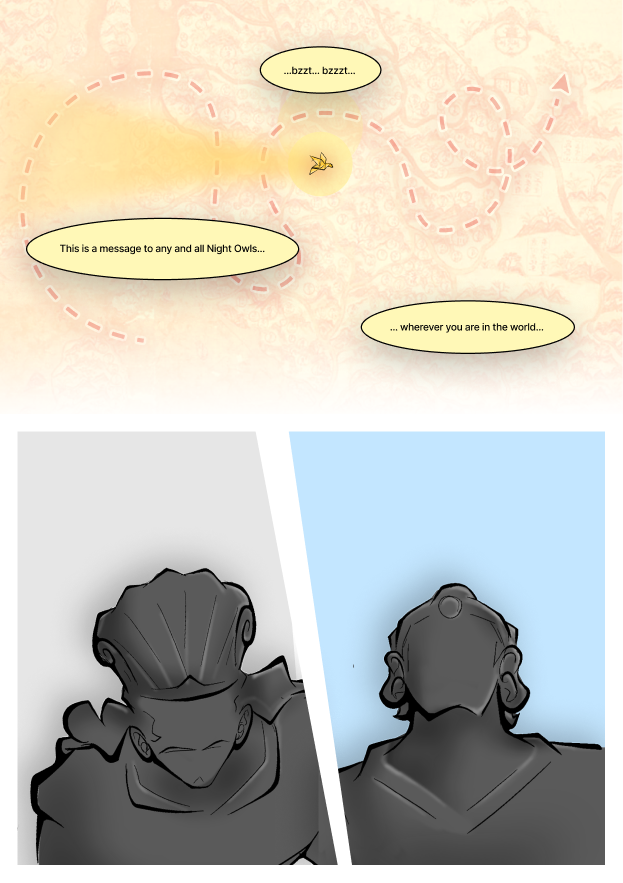 ...bzzt... bzzzt...
This is a message to any and all Night Owls...
... wherever you are in the world...